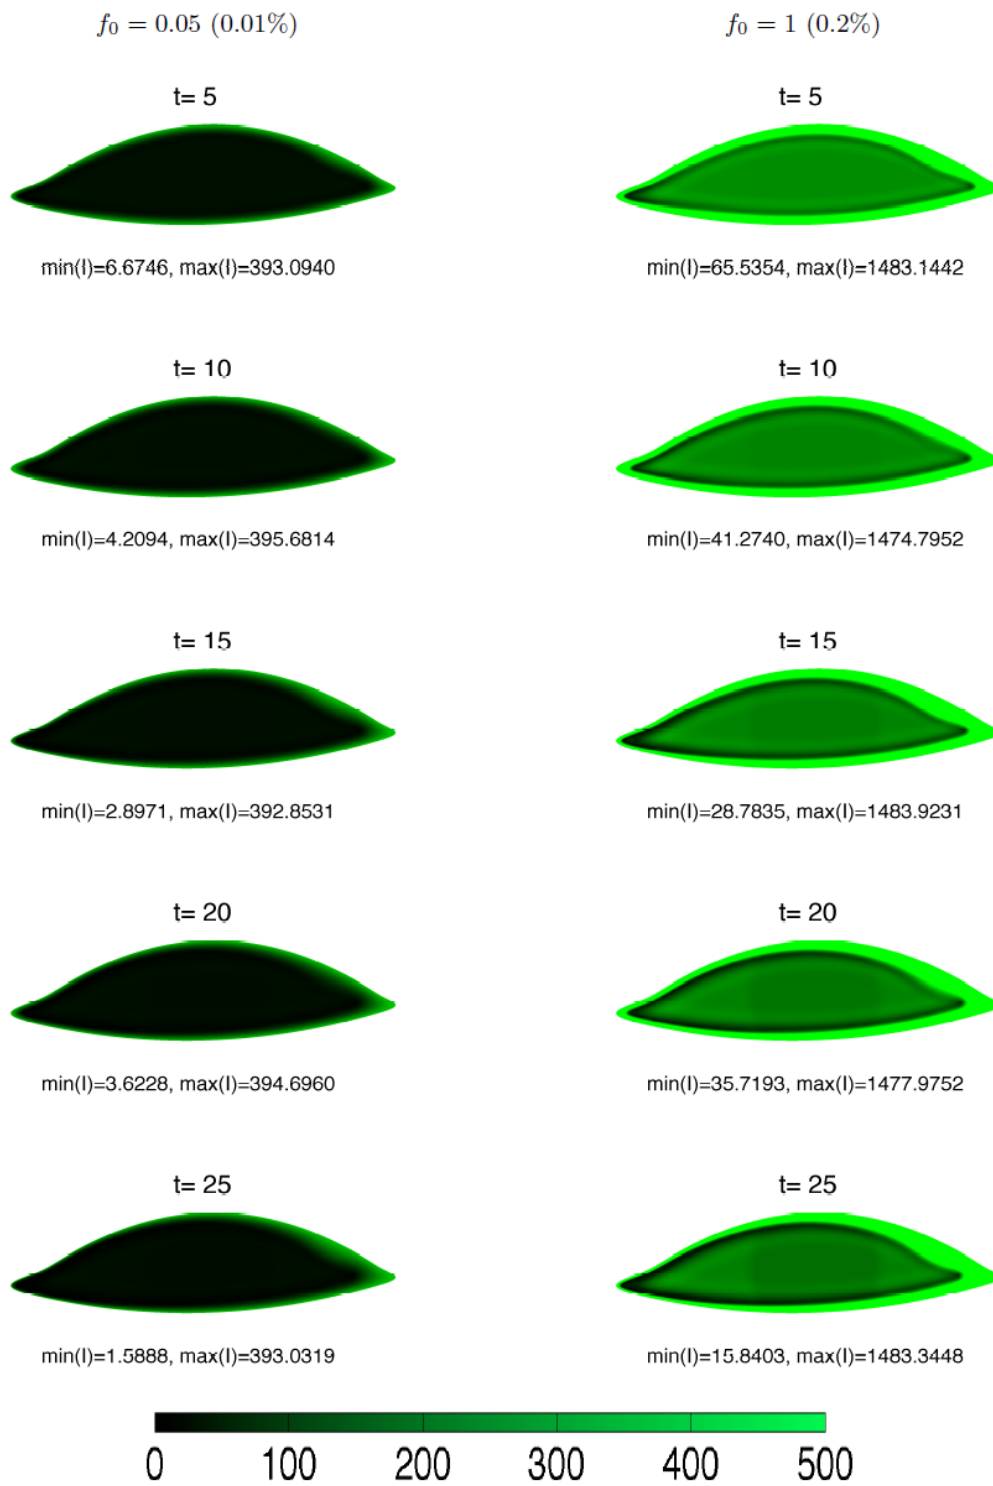 f₀ = 0.05 (0.01%) f₀ = 1 (0.2%)
t= 5 t= 5
min(I)=6.6746, max(I)=393.0940 min(I)=65.5354, max(I)=1483.1442
t= 10 t= 10
min(I)=4.2094, max(I)=395.6814 min(I)=41.2740, max(I)=1474.7952
t= 15 t= 15
min(I)=2.8971, max(I)=392.8531 min(I)=28.7835, max(I)=1483.9231
t= 20 t= 20
min(I)=3.6228, max(I)=394.6960 min(I)=35.7193, max(I)=1477.9752
t= 25 t= 25
min(I)=1.5888, max(I)=393.0319 min(I)=15.8403, max(I)=1483.3448
0 100 200 300 400 500